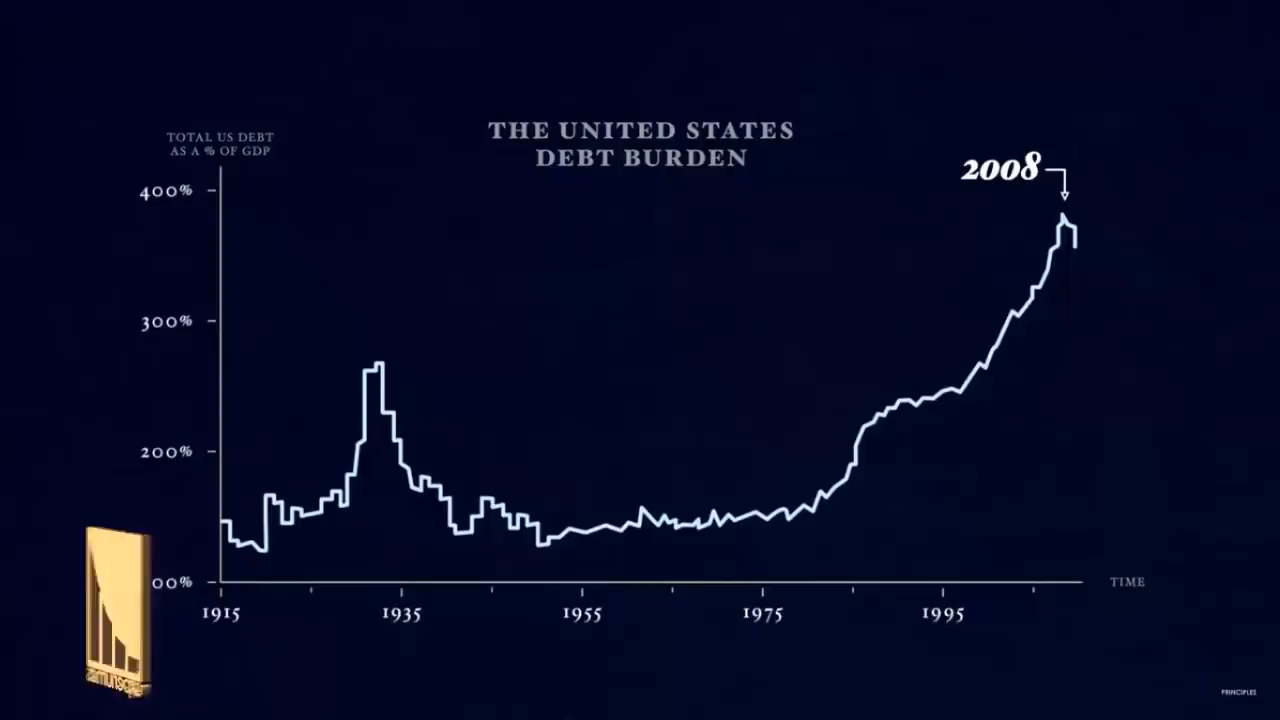 THE UNITED STATES
DEBT BURDEN
TOTAL US DEBT
AS A % OF GDP
2008
400%
300%
200%
00%
1915
1935
1955
1975
1995
TIME
PRINCIPLES